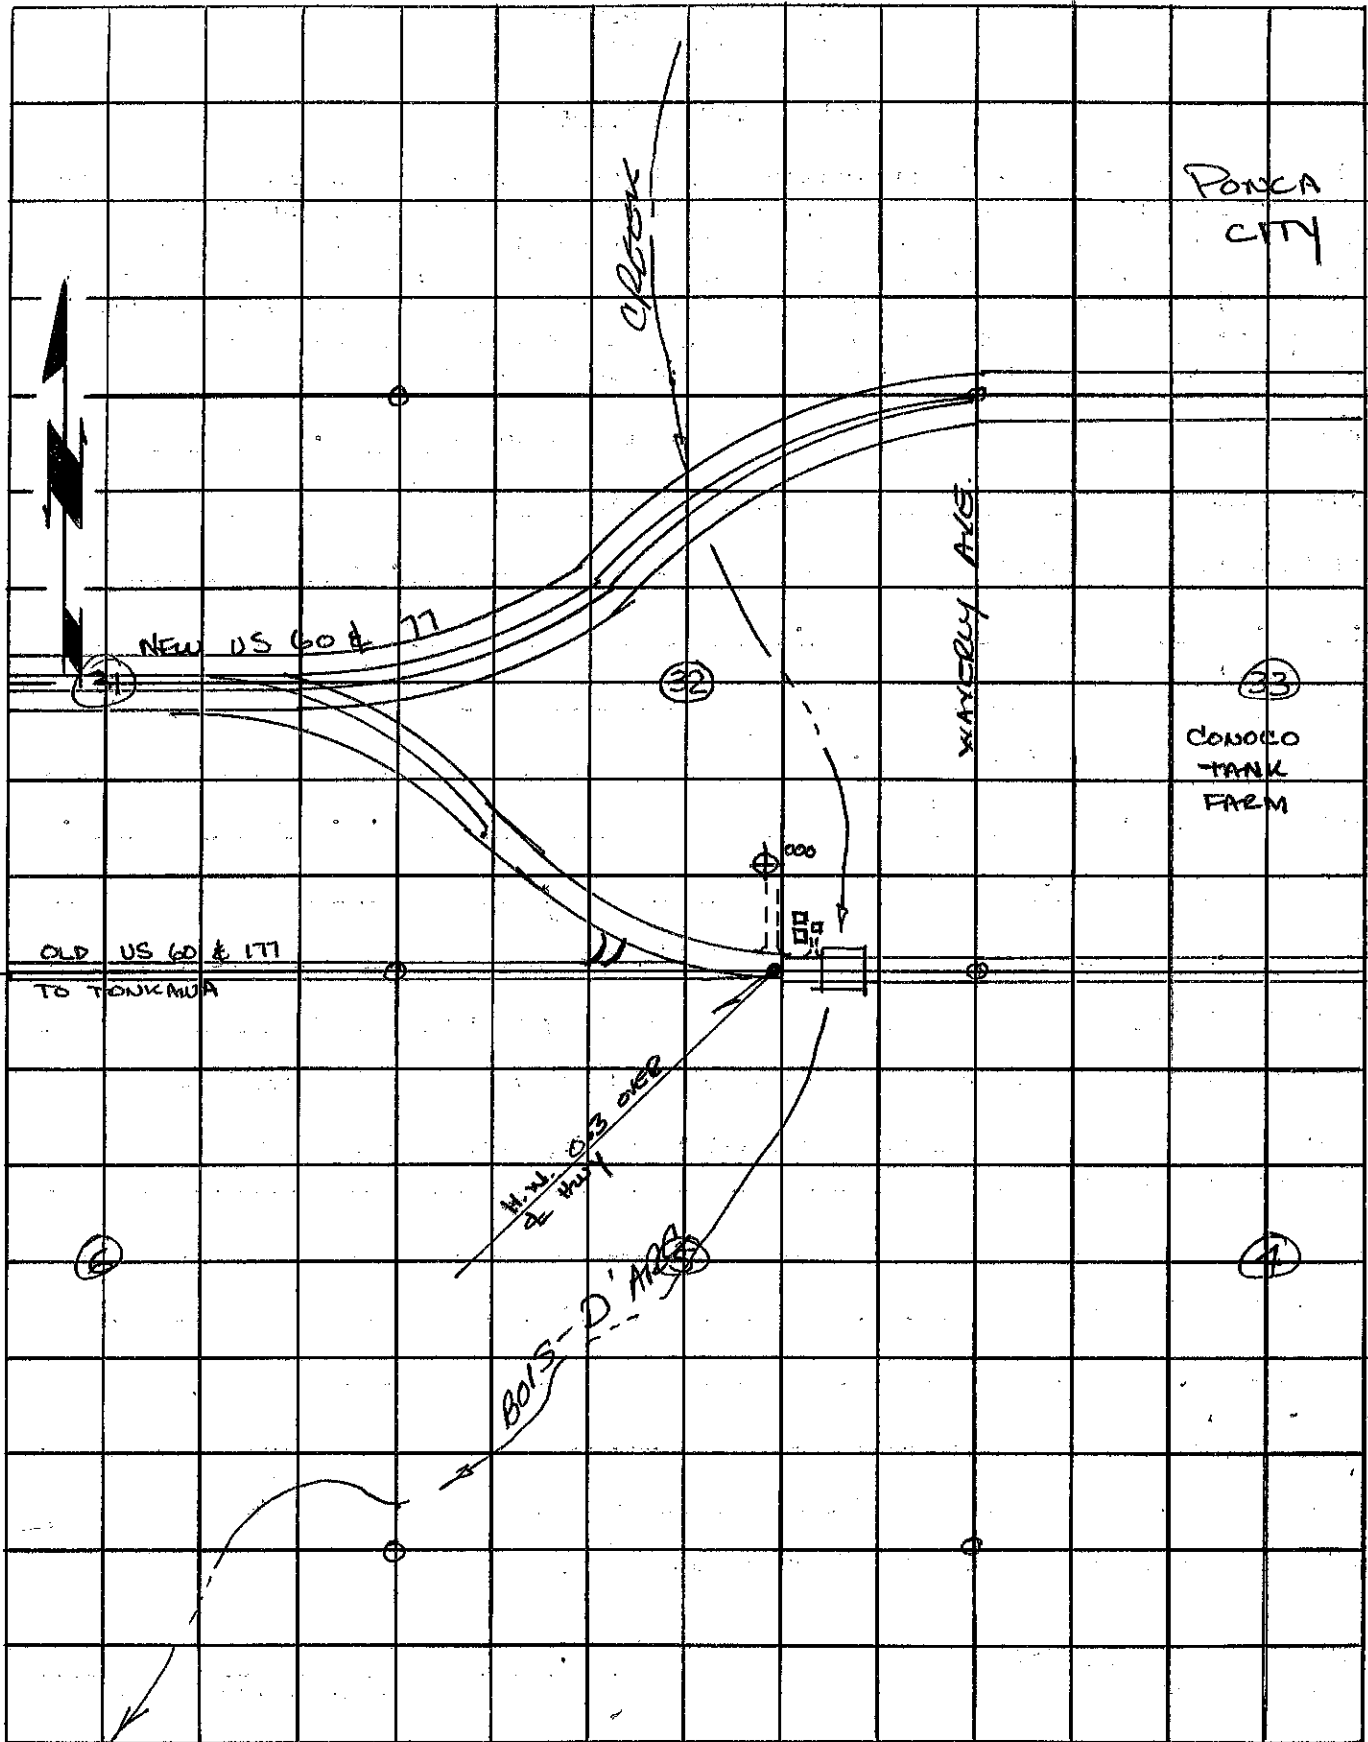 PONCA
CITY
CREEK
N
WAVERLY AVE.
NEW US 60 & 77
31
32
33
CONOCO
TANK
FARM
000
OLD US 60 & 177
TO TONKAWA
H.W. 0.3 OVER
℄ HWY
6
5
4
BOIS-D'ARC